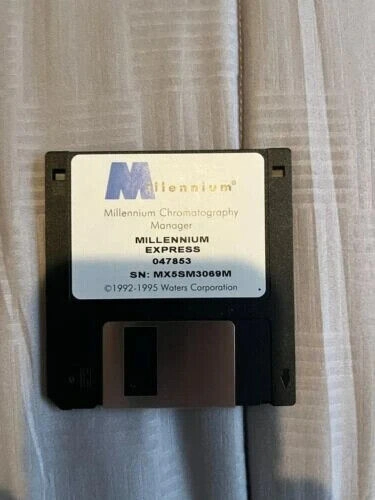 Millennium®
Millennium Chromatography
Manager
MILLENNIUM
EXPRESS
047853
SN: MX5SM3069M
©1992-1995 Waters Corporation